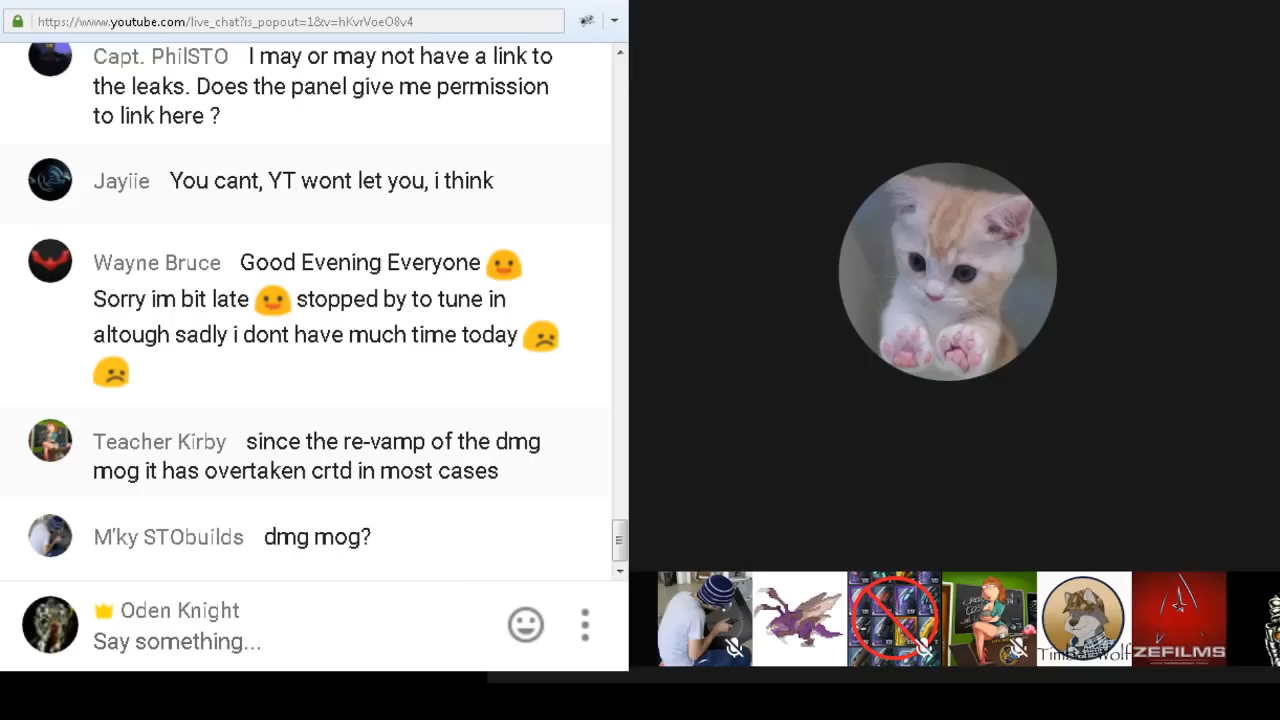 https://www.youtube.com/live_chat?is_popout=1&v=hKvrVoeO8v4
Capt. PhilSTO I may or may not have a link to
the leaks. Does the panel give me permission
to link here ?
Jayiie You cant, YT wont let you, i think
Wayne Bruce Good Evening Everyone
Sorry im bit late stopped by to tune in
altough sadly i dont have much time today
Teacher Kirby since the re-vamp of the dmg
mog it has overtaken crtd in most cases
M'ky STObuilds dmg mog?
Oden Knight
Say something...
Timber Wolf
ZEFILMS